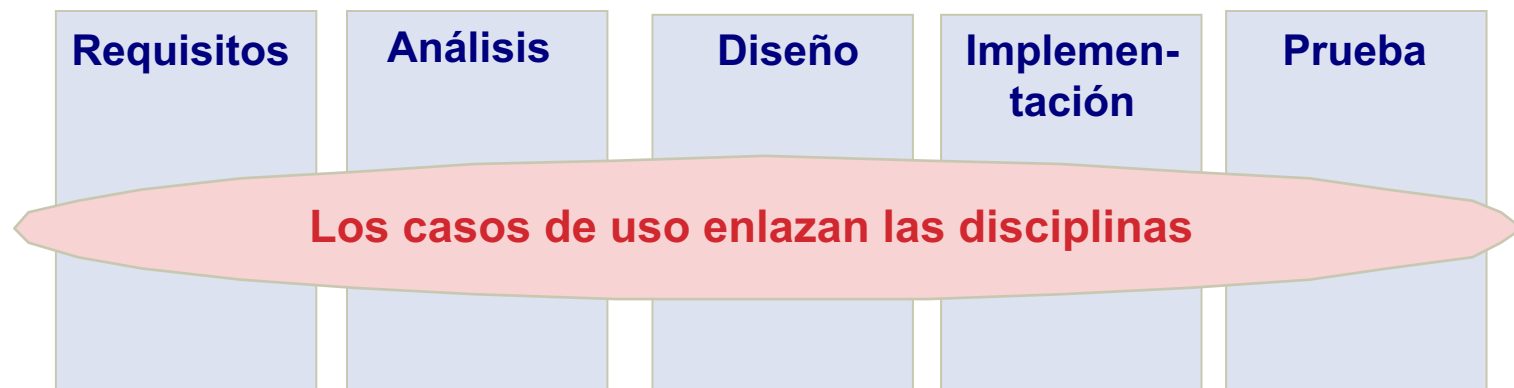 Requisitos
Análisis
Diseño
Implemen-
tación
Prueba
Los casos de uso enlazan las disciplinas